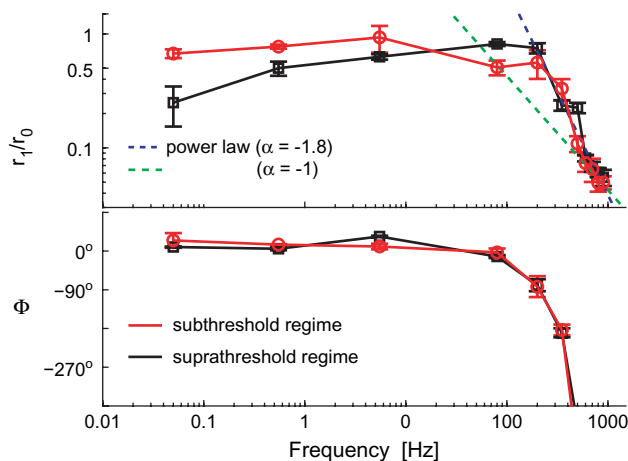 1
0.5
0.1
r₁/r₀
power law (α = -1.8)
(α = -1)
0°
−90°
−270°
Φ
subthreshold regime
suprathreshold regime
0.01 0.1 1 0 100 1000
Frequency [Hz]